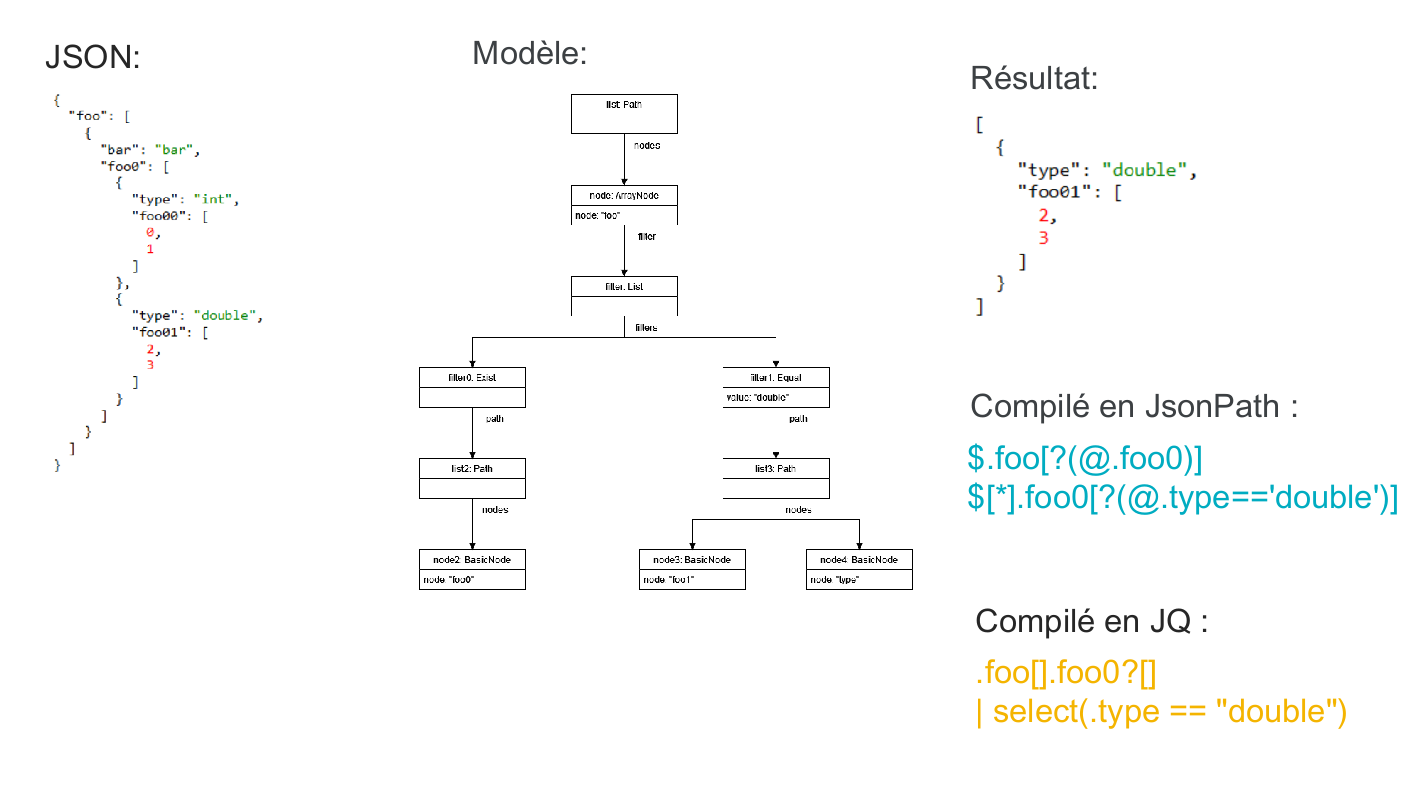 JSON:
{
"foo": [
{
"bar": "bar",
"foo0": [
{
"type": "int",
"foo00": [
0,
1
]
},
{
"type": "double",
"foo01": [
2,
3
]
}
]
}
]
}
Modèle:
list: Path
nodes
node: ArrayNode
node: "foo"
filter
filter: List
filters
filter0: Exist
filter1: Equal
value: "double"
path
path
list2: Path
list3: Path
nodes
nodes
node2: BasicNode
node: "foo0"
node3: BasicNode
node: "foo1"
node4: BasicNode
node: "type"
Résultat:
[
{
"type": "double",
"foo01": [
2,
3
]
}
]
Compilé en JsonPath :
$.foo[?(@.foo0)]
$[*].foo0[?(@.type=='double')]
Compilé en JQ :
.foo[].foo0?[]
| select(.type == "double")